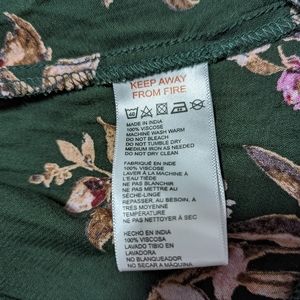 KEEP AWAY
FROM FIRE
MADE IN INDIA
100% VISCOSE
MACHINE WASH WARM
DO NOT BLEACH
DO NOT TUMBLE DRY
MEDIUM IRON AS NEEDED
DO NOT DRY CLEAN
FABRIQUÉ EN INDE
100% VISCOSE
LAVER À LA MACHINE À
L'EAU TIÈDE
NE PAS BLANCHIR
NE PAS METTRE AU
SÈCHE-LINGE
REPASSER, AU BESOIN, À
TRÈS MOYENNE
TEMPÉRATURE
NE PAS NETTOYER À SEC
HECHO EN INDIA
100% VISCOSA
LAVADO TIBIO EN
LAVADORA
NO BLANQUEADOR
NO SECAR A MÁQUINA